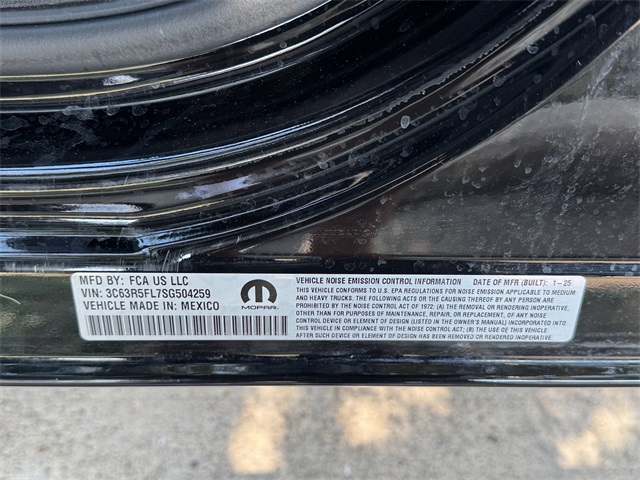 MFD BY: FCA US LLC
VIN: 3C63R5FL7SG504259
VEHICLE MADE IN: MEXICO
MOPAR
VEHICLE NOISE EMISSION CONTROL INFORMATION DATE OF MFR (BUILT): 1-25
THIS VEHICLE CONFORMS TO U.S. EPA REGULATIONS FOR NOISE EMISSION APPLICABLE TO MEDIUM
AND HEAVY TRUCKS. THE FOLLOWING ACTS OR THE CAUSING THEREOF BY ANY PERSON ARE
PROHIBITED BY THE NOISE CONTROL ACT OF 1972: (A) THE REMOVAL OR RENDERING INOPERATIVE,
OTHER THAN FOR PURPOSES OF MAINTENANCE, REPAIR, OR REPLACEMENT, OF ANY NOISE
CONTROL DEVICE OR ELEMENT OF DESIGN (LISTED IN THE OWNER'S MANUAL) INCORPORATED INTO
THIS VEHICLE IN COMPLIANCE WITH THE NOISE CONTROL ACT; (B) THE USE OF THIS VEHICLE
AFTER SUCH DEVICE OR ELEMENT OF DESIGN HAS BEEN REMOVED OR RENDERED INOPERATIVE.